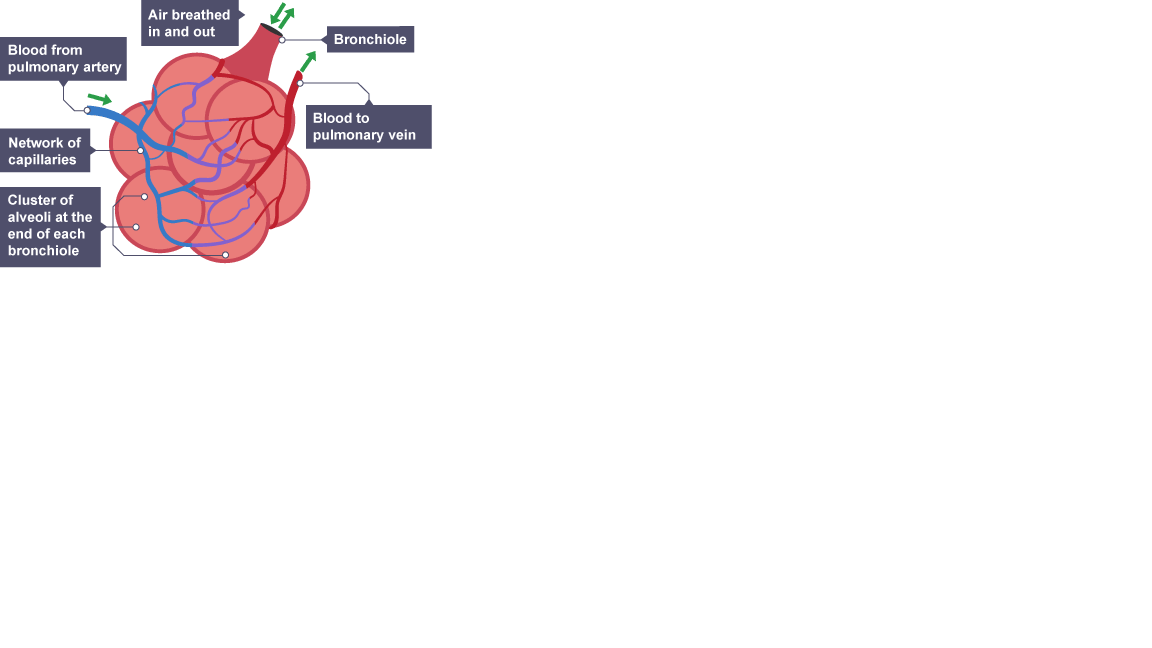 Air breathed
in and out
Bronchiole
Blood from
pulmonary artery
Blood to
pulmonary vein
Network of
capillaries
Cluster of
alveoli at the
end of each
bronchiole